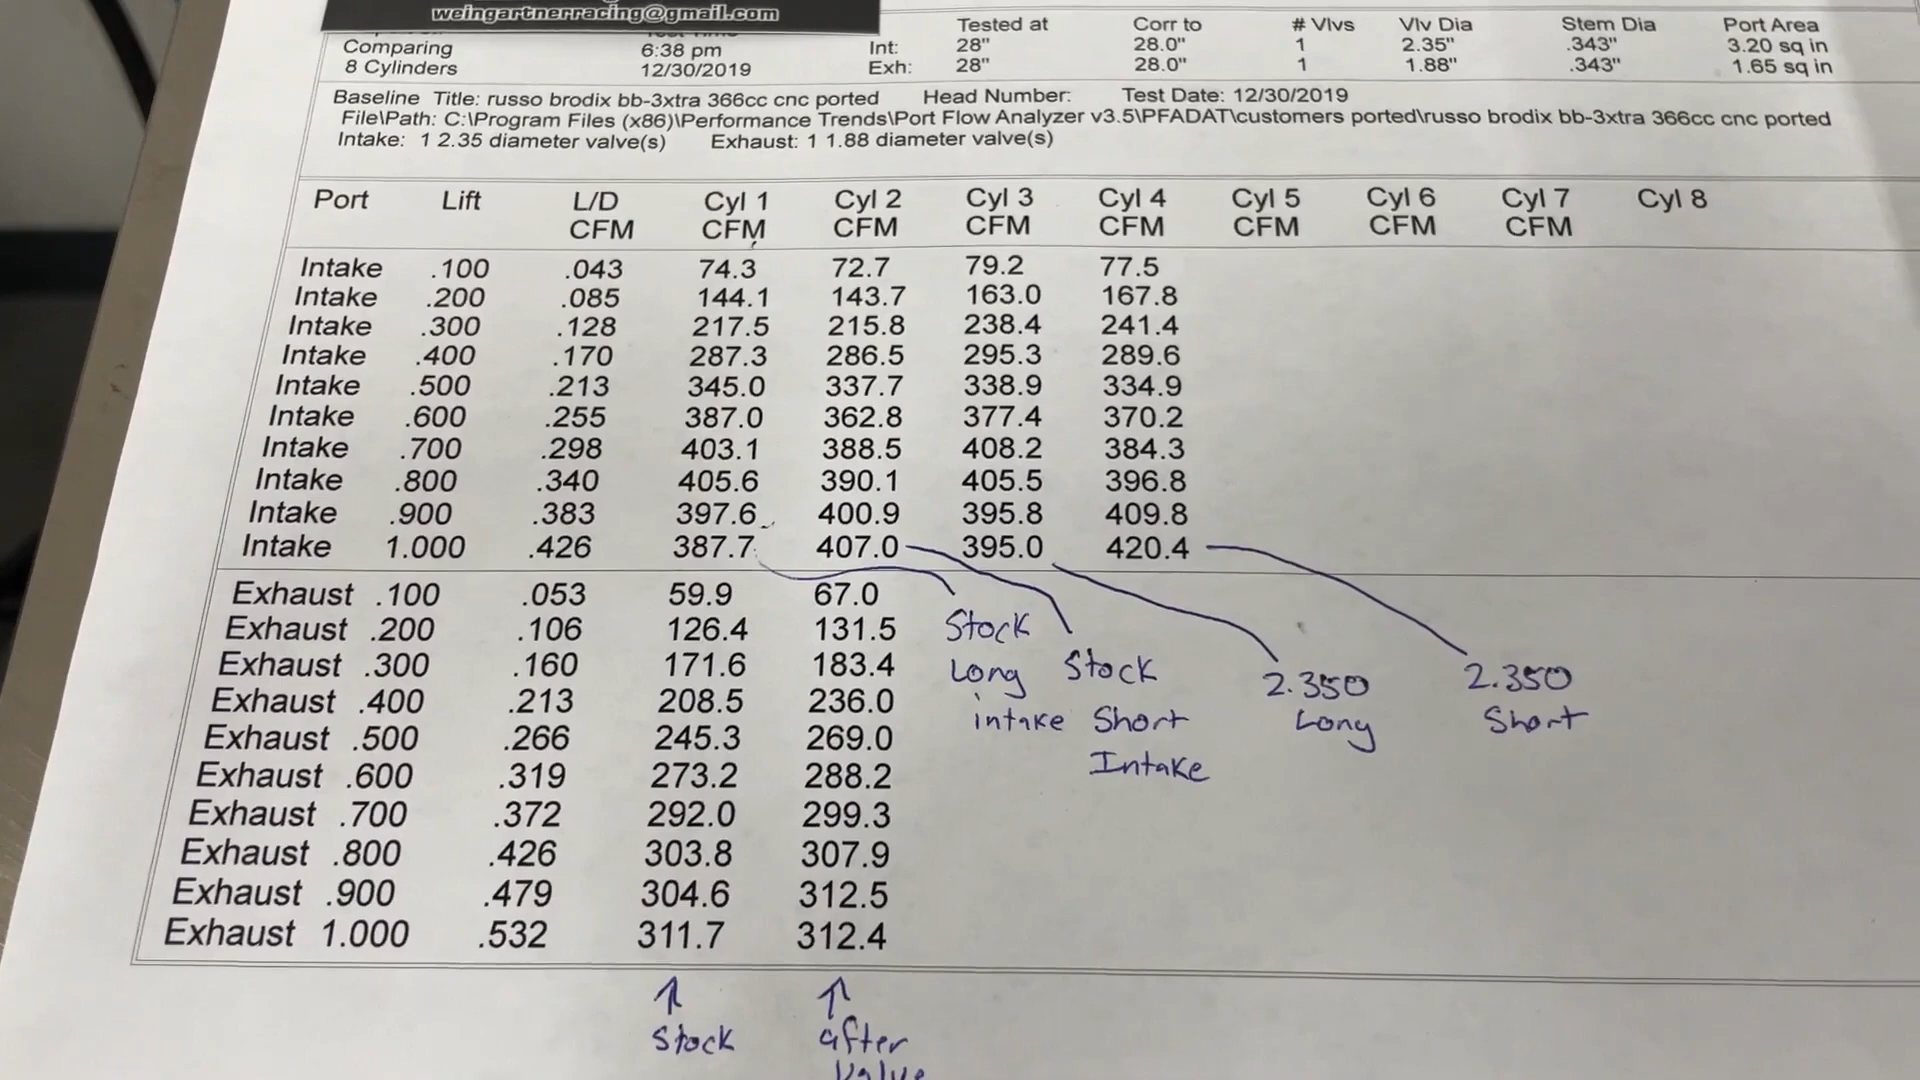 weingartnerracing@gmail.com
Tested at Corr to # Vlvs Vlv Dia Stem Dia Port Area
Comparing 6:38 pm Int: 28" 28.0" 1 2.35" .343" 3.20 sq in
8 Cylinders 12/30/2019 Exh: 28" 28.0" 1 1.88" .343" 1.65 sq in
Baseline Title: russo brodix bb-3xtra 366cc cnc ported Head Number: Test Date: 12/30/2019
File\Path: C:\Program Files (x86)\Performance Trends\Port Flow Analyzer v3.5\PFADAT\customers ported\russo brodix bb-3xtra 366cc cnc ported
Intake: 1 2.35 diameter valve(s) Exhaust: 1 1.88 diameter valve(s)
Port Lift L/D Cyl 1 Cyl 2 Cyl 3 Cyl 4 Cyl 5 Cyl 6 Cyl 7 Cyl 8
CFM CFM CFM CFM CFM CFM CFM CFM
Intake .100 .043 74.3 72.7 79.2 77.5
Intake .200 .085 144.1 143.7 163.0 167.8
Intake .300 .128 217.5 215.8 238.4 241.4
Intake .400 .170 287.3 286.5 295.3 289.6
Intake .500 .213 345.0 337.7 338.9 334.9
Intake .600 .255 387.0 362.8 377.4 370.2
Intake .700 .298 403.1 388.5 408.2 384.3
Intake .800 .340 405.6 390.1 405.5 396.8
Intake .900 .383 397.6 400.9 395.8 409.8
Intake 1.000 .426 387.7 407.0 395.0 420.4
Exhaust .100 .053 59.9 67.0
Exhaust .200 .106 126.4 131.5
Exhaust .300 .160 171.6 183.4
Exhaust .400 .213 208.5 236.0
Exhaust .500 .266 245.3 269.0
Exhaust .600 .319 273.2 288.2
Exhaust .700 .372 292.0 299.3
Exhaust .800 .426 303.8 307.9
Exhaust .900 .479 304.6 312.5
Exhaust 1.000 .532 311.7 312.4
Stock
Long
intake
Stock
Short
Intake
2.350
Long
2.350
Short
Stock
after
valve